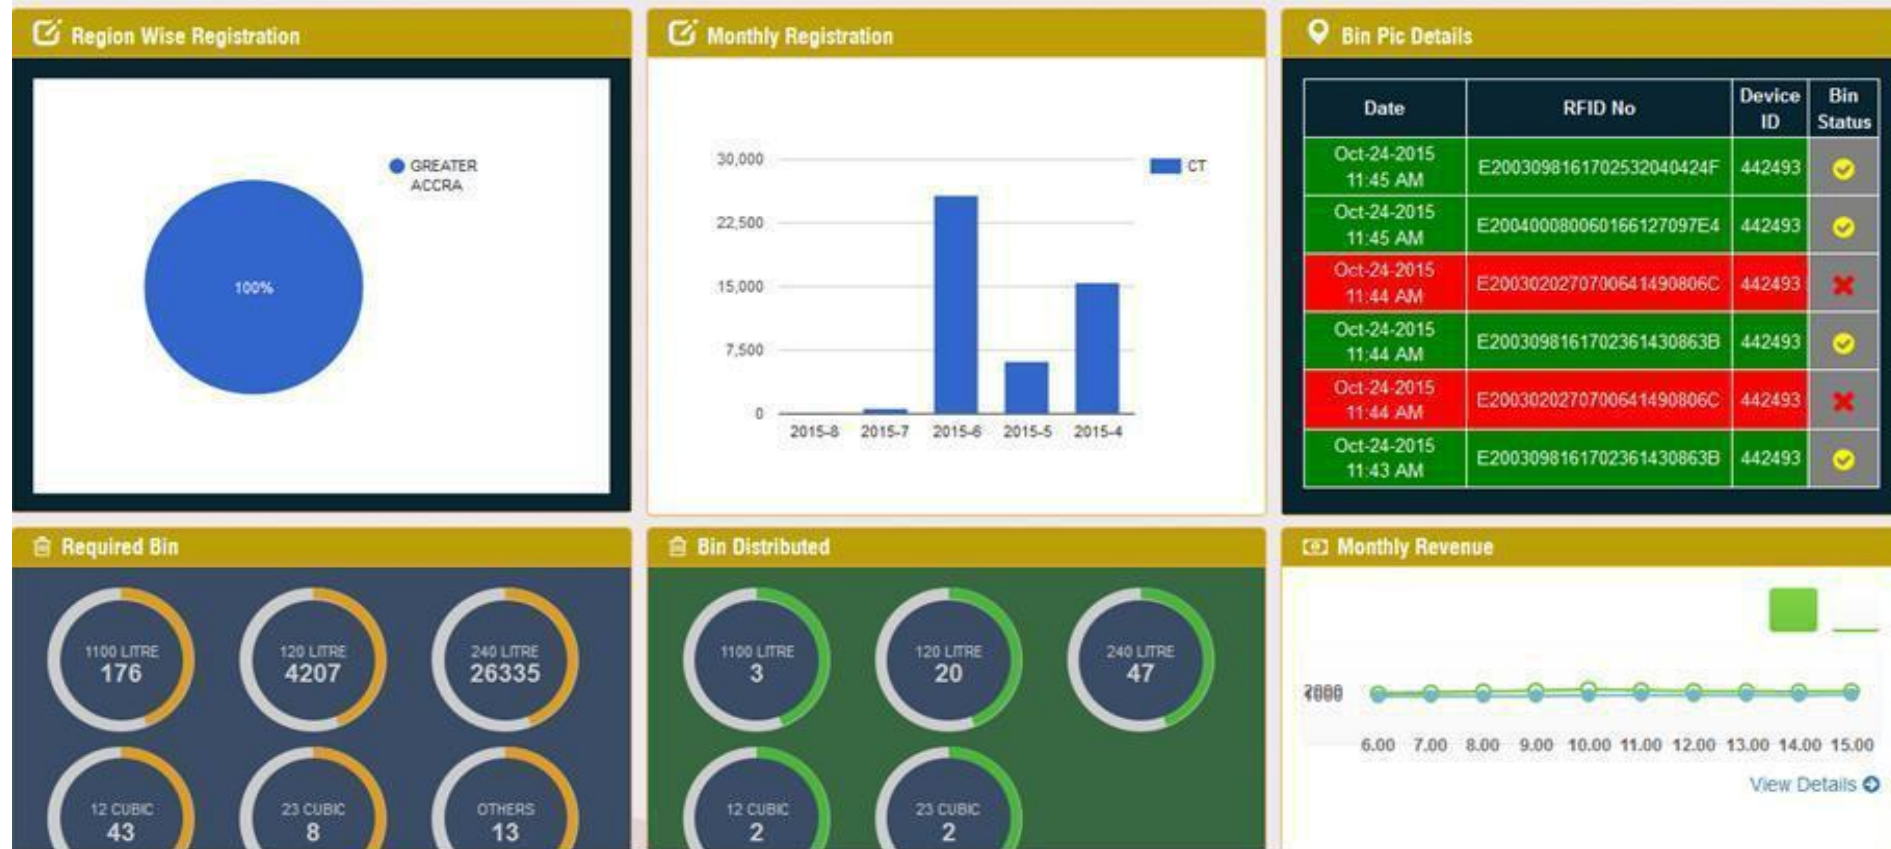 Region Wise Registration
GREATER
ACCRA
100%
Monthly Registration
30,000
22,500
15,000
7,500
0
CT
2015-8 2015-7 2015-6 2015-5 2015-4
Bin Pic Details
Date RFID No Device ID Bin Status
Oct-24-2015 11:45 AM E20030981617025320404​24F 442493
Oct-24-2015 11:45 AM E200400080060166127097E4 442493
Oct-24-2015 11:44 AM E2003020270700641490806C 442493
Oct-24-2015 11:44 AM E2003098161702361430863B 442493
Oct-24-2015 11:44 AM E2003020270700641490806C 442493
Oct-24-2015 11:43 AM E2003098161702361430863B 442493
Required Bin
1100 LITRE
176
120 LITRE
4207
240 LITRE
26335
12 CUBIC
43
23 CUBIC
8
OTHERS
13
Bin Distributed
1100 LITRE
3
120 LITRE
20
240 LITRE
47
12 CUBIC
2
23 CUBIC
2
Monthly Revenue
6.00 7.00 8.00 9.00 10.00 11.00 12.00 13.00 14.00 15.00
View Details